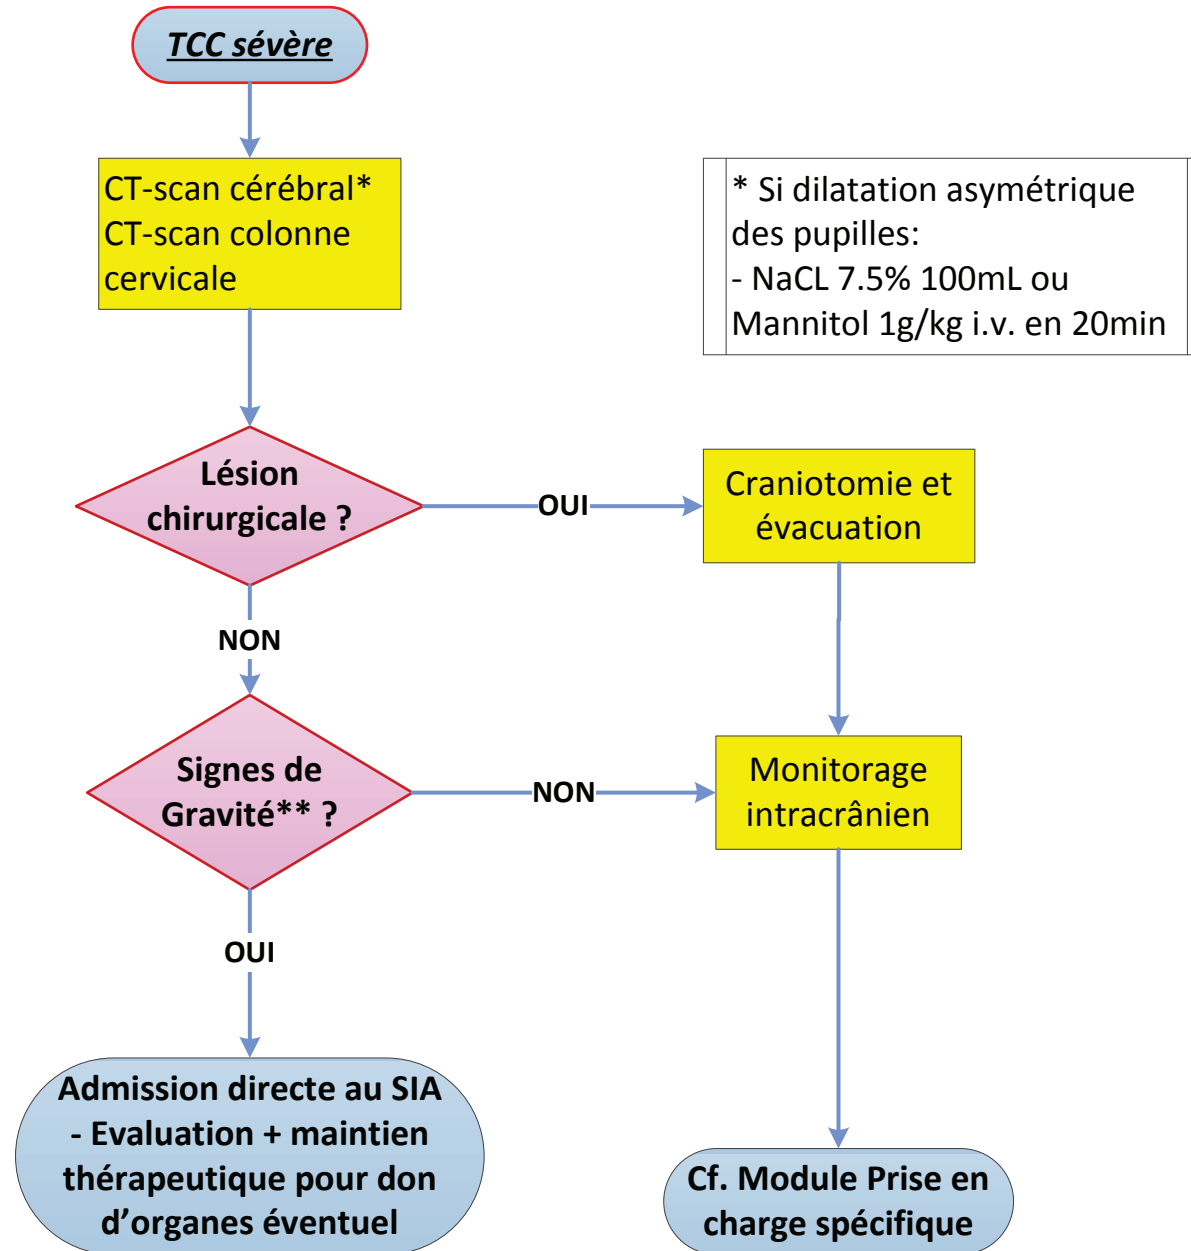 TCC sévère
CT-scan cérébral*
CT-scan colonne
cervicale
* Si dilatation asymétrique
des pupilles:
- NaCL 7.5% 100mL ou
Mannitol 1g/kg i.v. en 20min
Lésion
chirurgicale ?
OUI
Craniotomie et
évacuation
NON
Signes de
Gravité** ?
NON
Monitorage
intracrânien
OUI
Admission directe au SIA
- Evaluation + maintien
thérapeutique pour don
d’organes éventuel
Cf. Module Prise en
charge spécifique